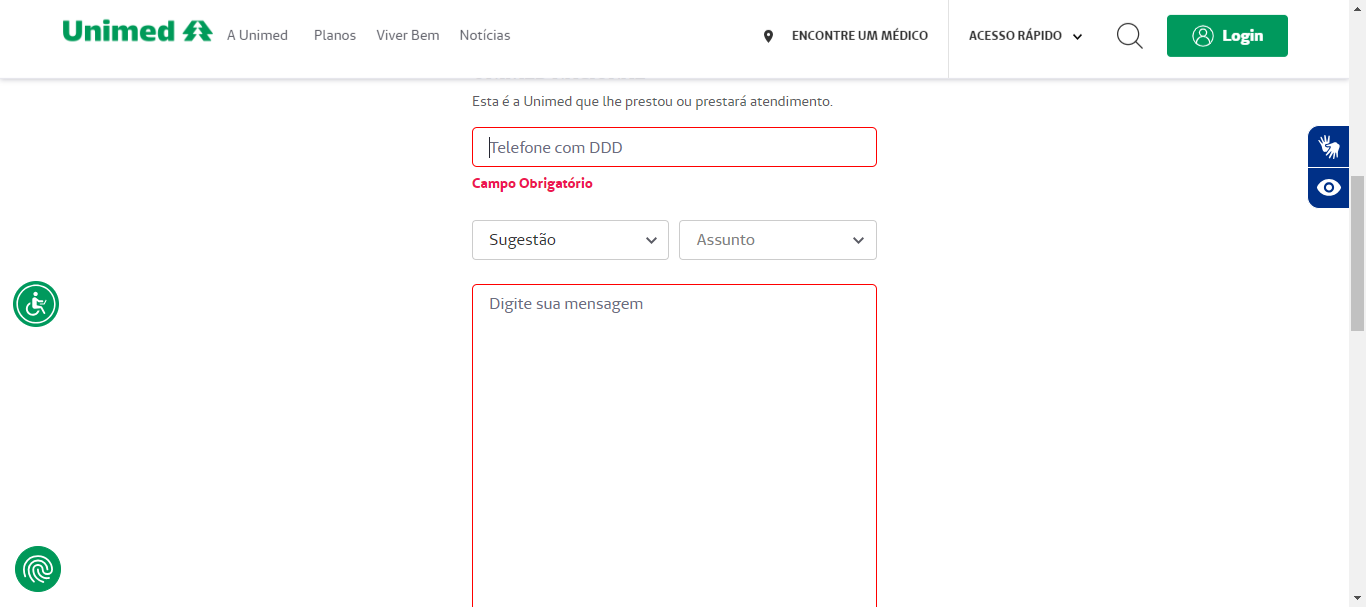 Unimed
A Unimed
Planos
Viver Bem
Notícias
ENCONTRE UM MÉDICO
ACESSO RÁPIDO
Login
Esta é a Unimed que lhe prestou ou prestará atendimento.
Telefone com DDD
Campo Obrigatório
Sugestão
Assunto
Digite sua mensagem